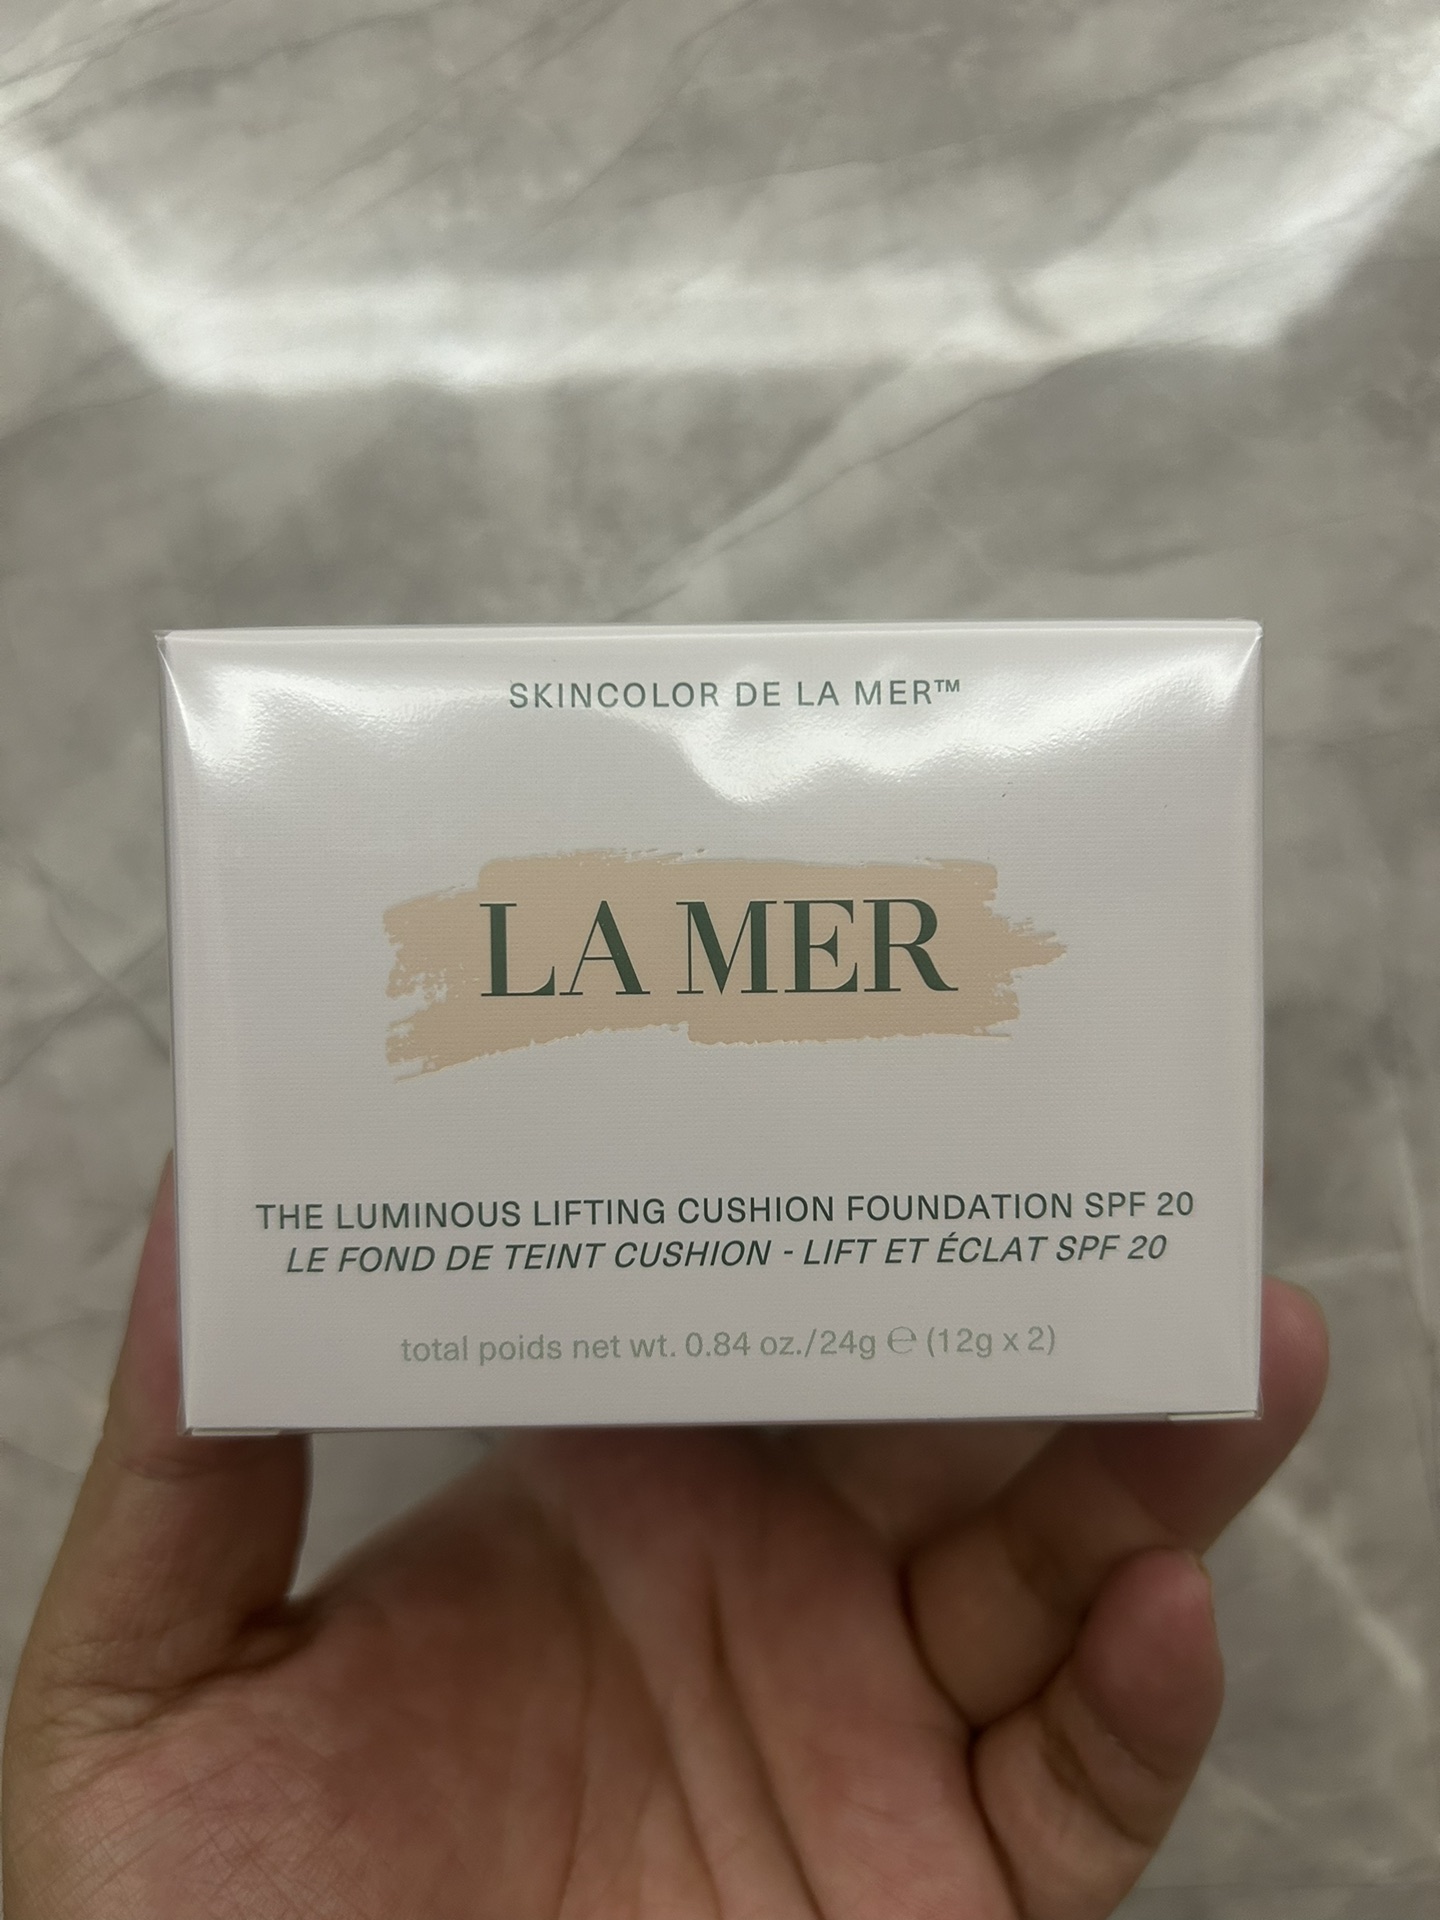 SKINCOLOR DE LA MER™
LA MER
THE LUMINOUS LIFTING CUSHION FOUNDATION SPF 20
LE FOND DE TEINT CUSHION - LIFT ET ÉCLAT SPF 20
total poids net wt. 0.84 oz./24g ℮ (12g x 2)